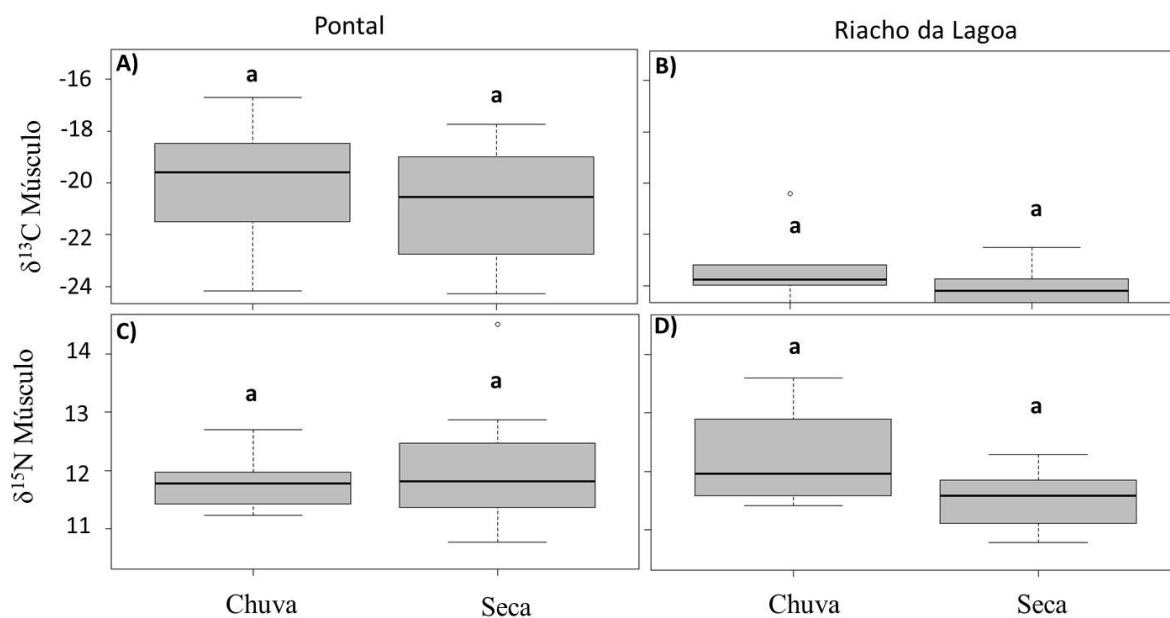 Pontal
Riacho da Lagoa
A)
B)
-16
-18
-20
-22
-24
δ¹³C Músculo
a
a
a
a
C)
D)
14
13
12
11
δ¹⁵N Músculo
a
a
a
a
Chuva
Seca
Chuva
Seca